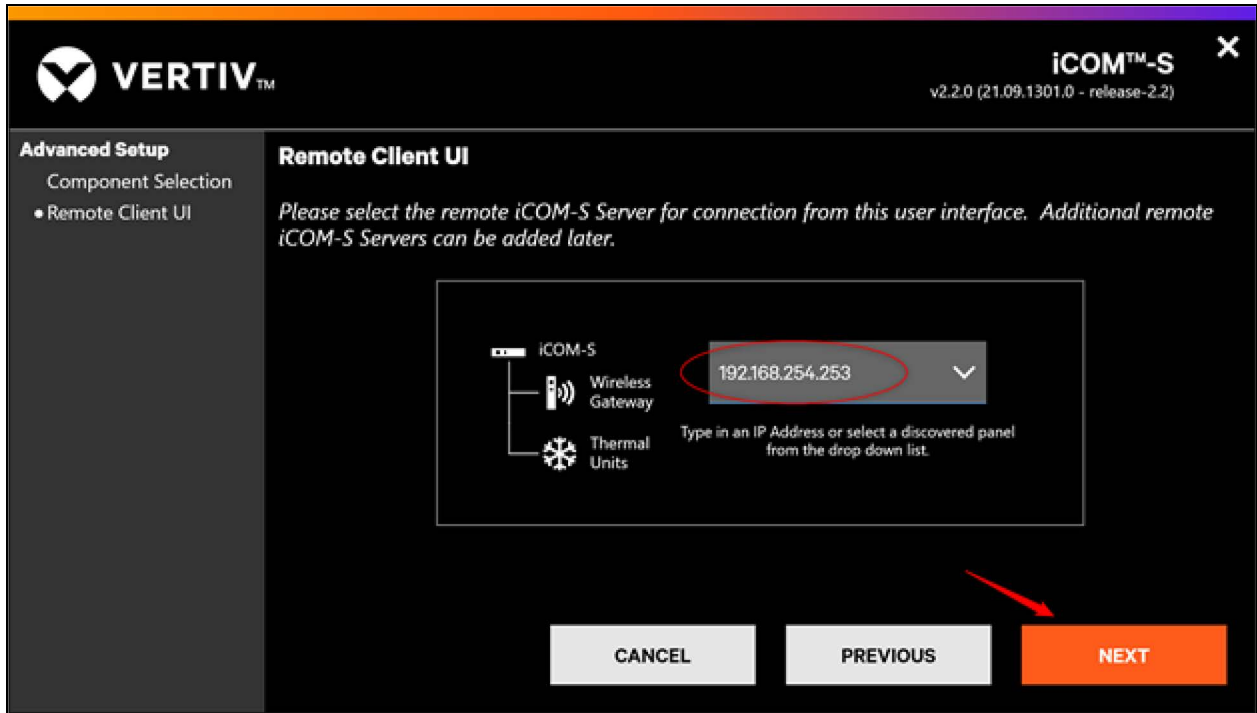 VERTIV™
iCOM™-S
v2.2.0 (21.09.1301.0 - release-2.2)
Advanced Setup
Component Selection
Remote Client UI
Remote Client UI
Please select the remote iCOM-S Server for connection from this user interface. Additional remote
iCOM-S Servers can be added later.
iCOM-S
Wireless
Gateway
Thermal
Units
192.168.254.253
Type in an IP Address or select a discovered panel
from the drop down list.
CANCEL
PREVIOUS
NEXT